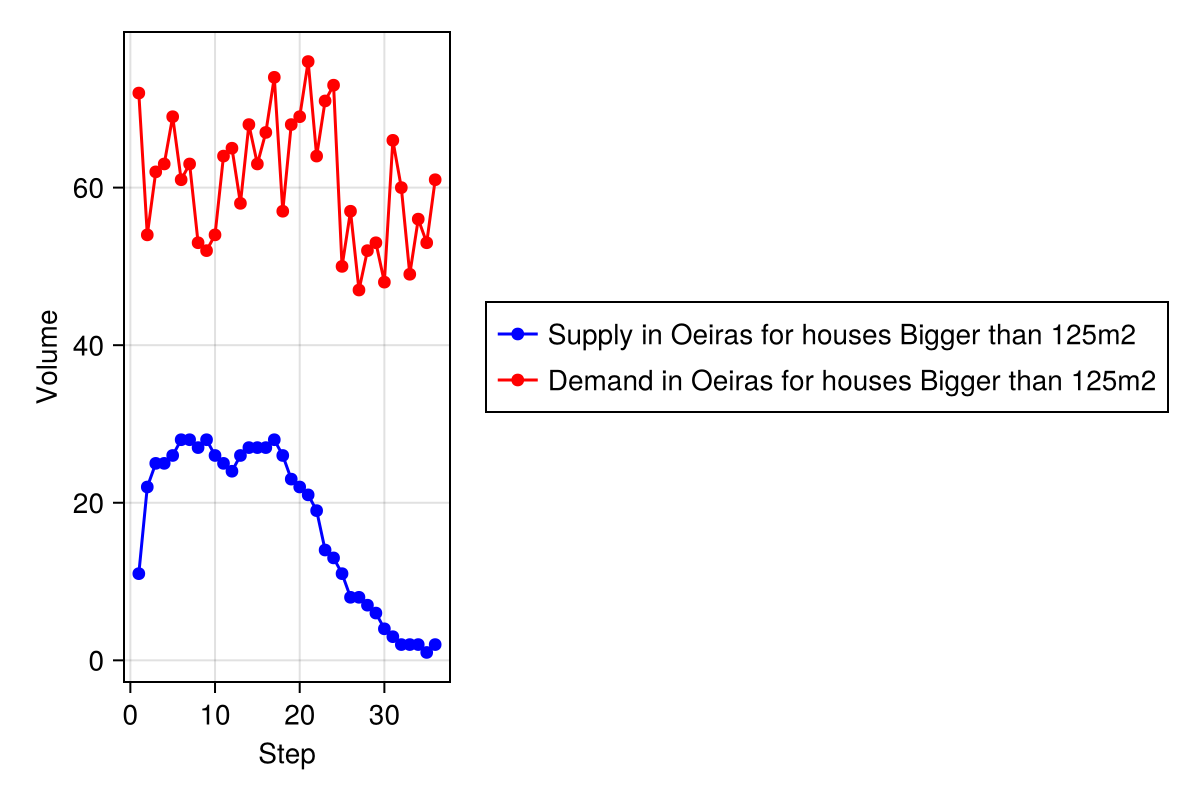 60
40
20
0
Volume
0 10 20 30
Step
Supply in Oeiras for houses Bigger than 125m2
Demand in Oeiras for houses Bigger than 125m2